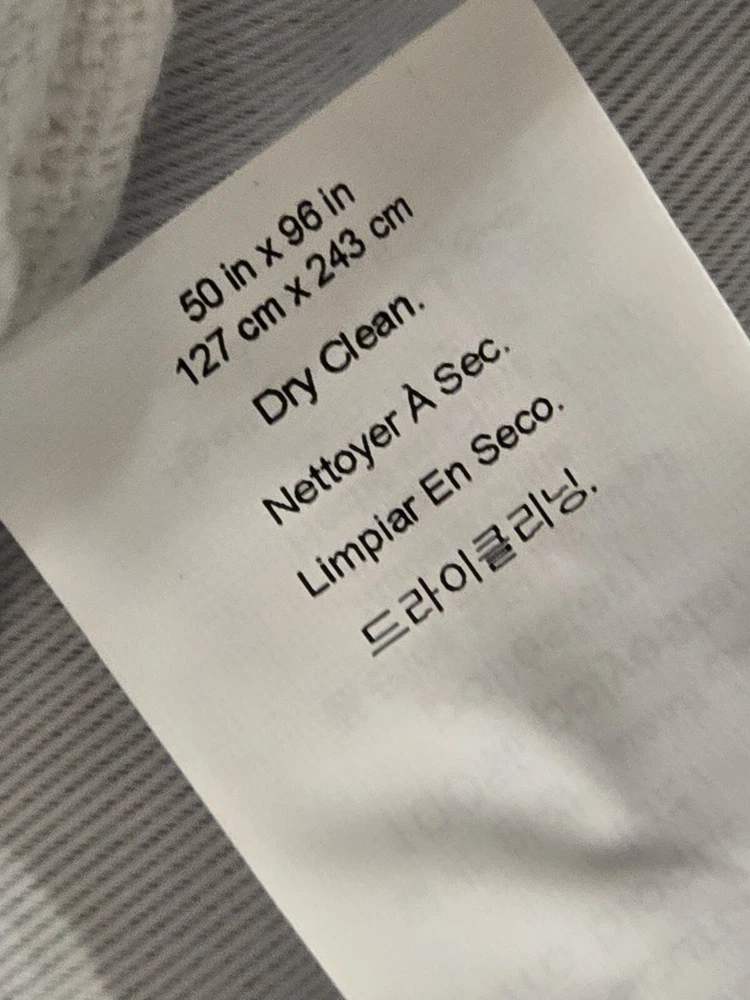 50 in x 96 in
127 cm x 243 cm
Dry Clean.
Nettoyer À Sec.
Limpiar En Seco.
드라이클리닝.